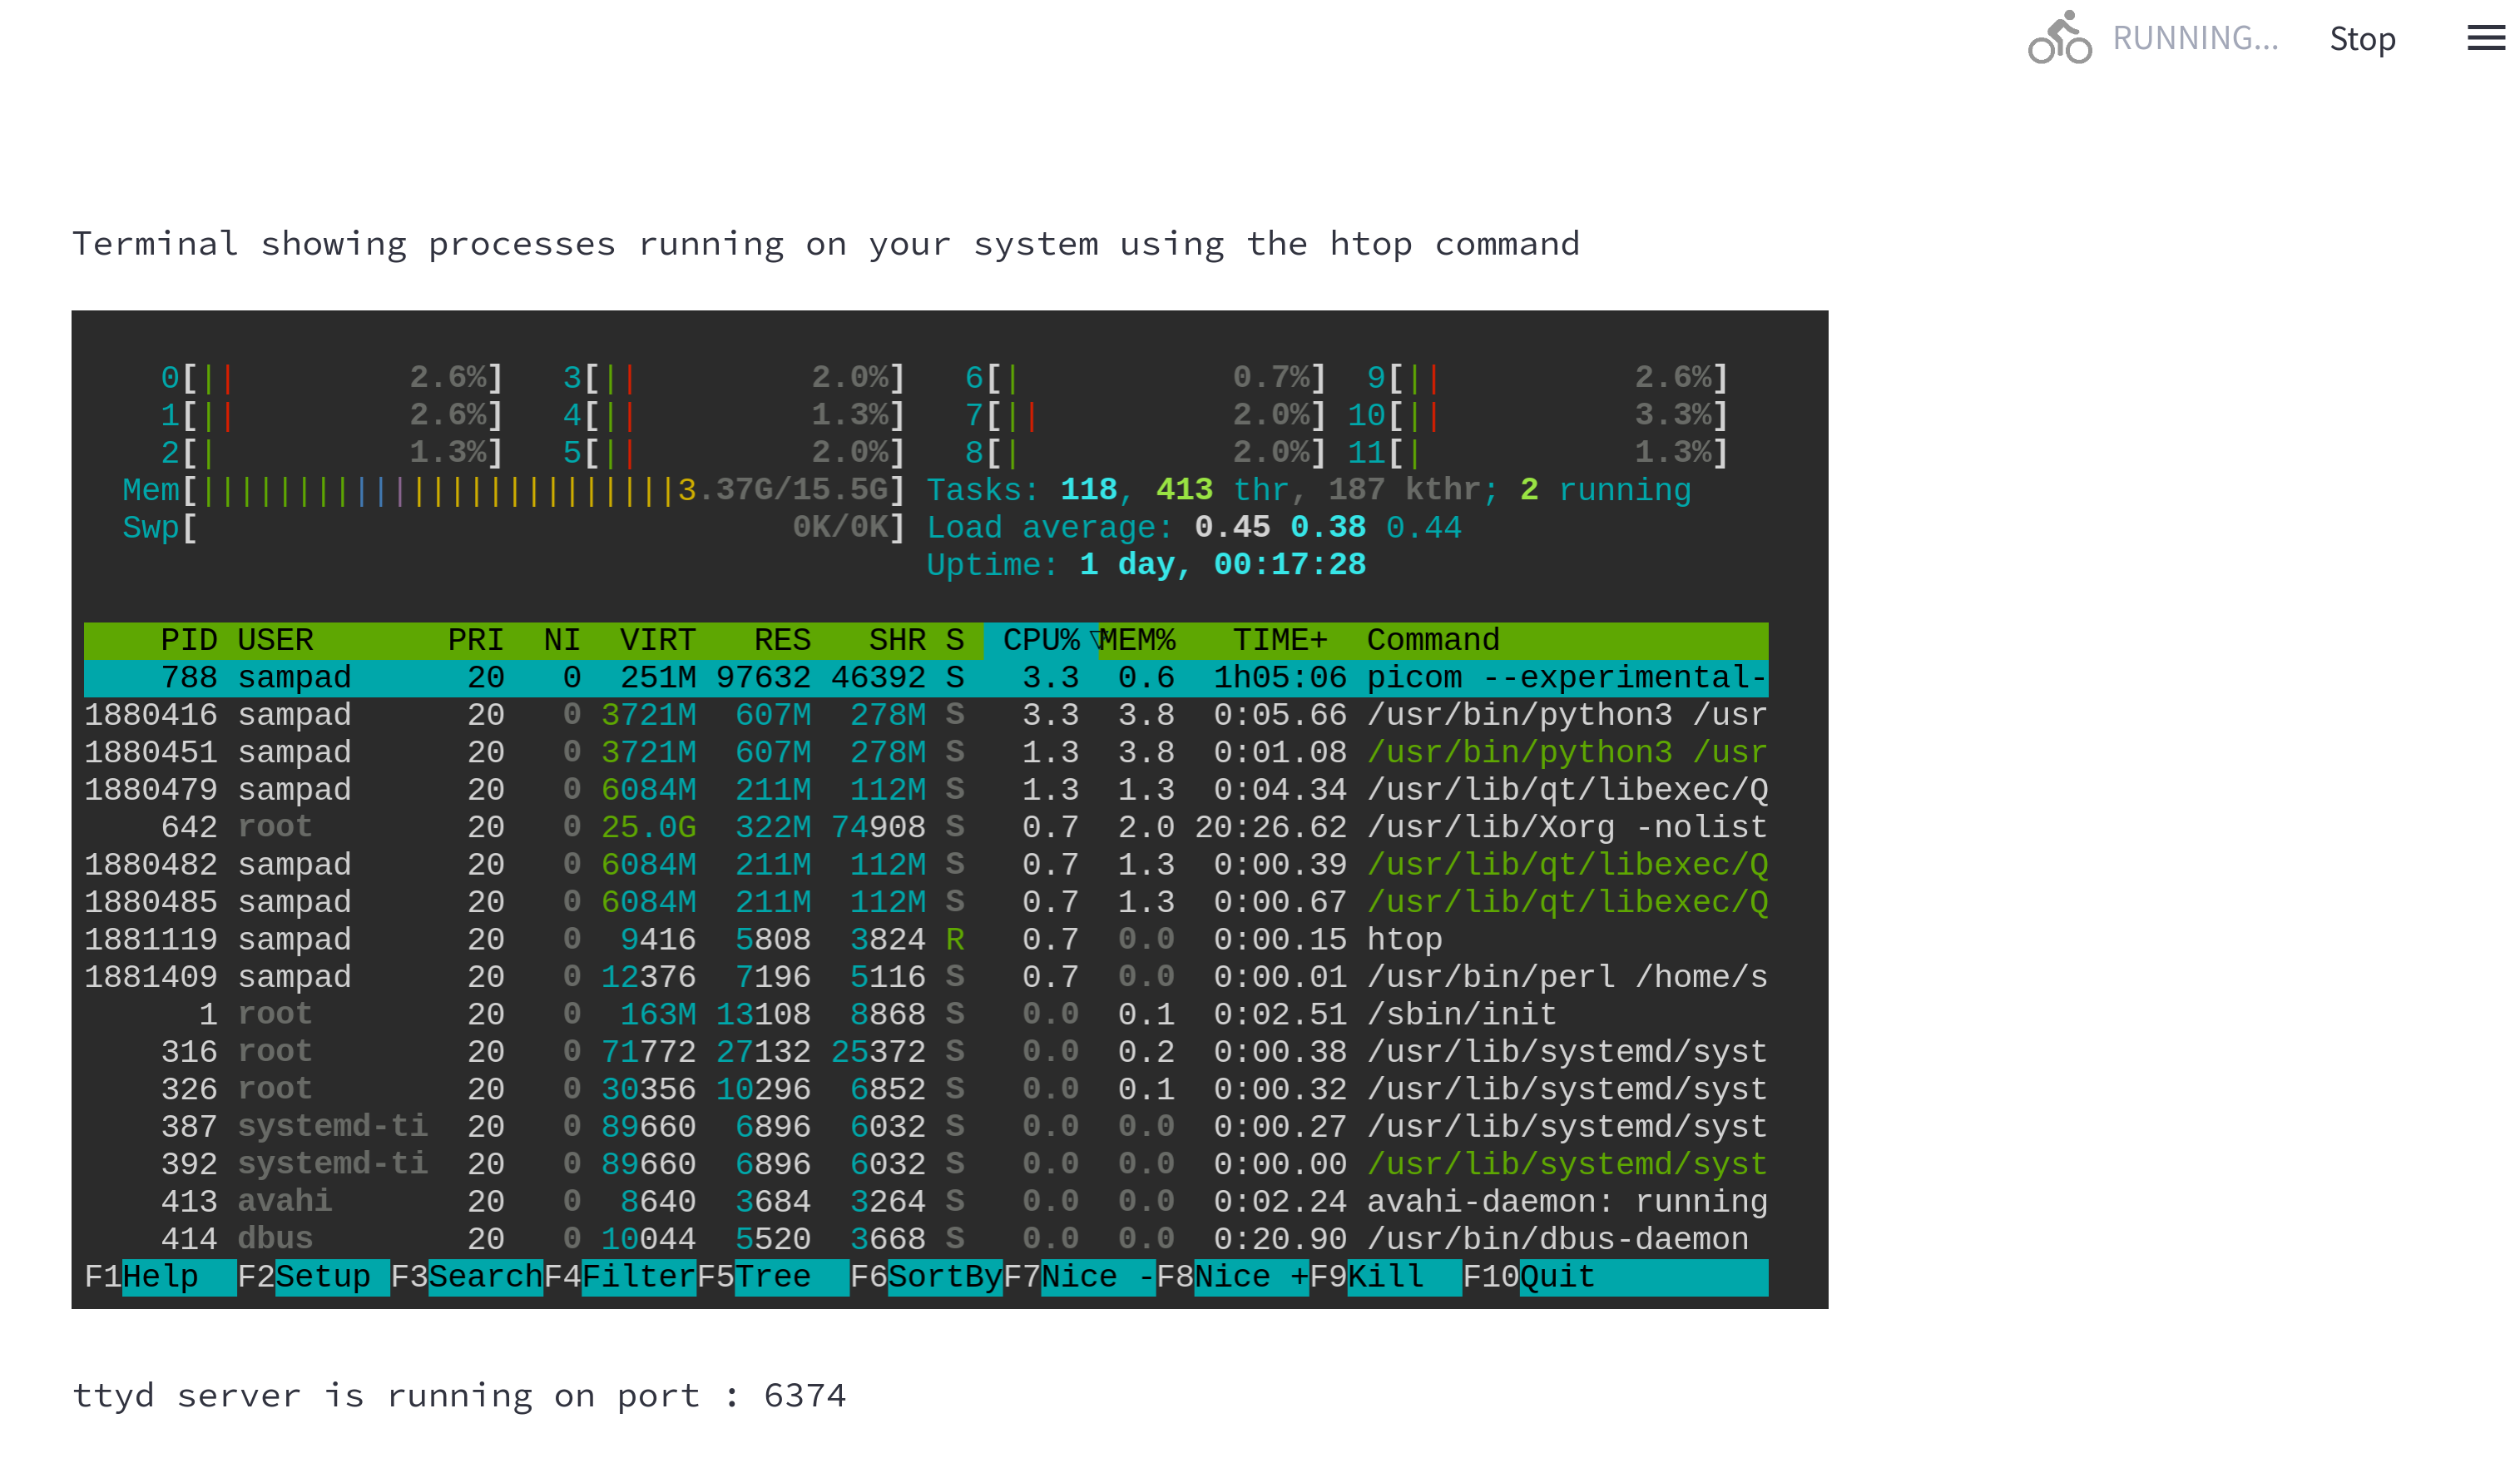 RUNNING... Stop
Terminal showing processes running on your system using the htop command
0[|| 2.6%] 3[|| 2.0%] 6[| 0.7%] 9[|| 2.6%]
1[|| 2.6%] 4[|| 1.3%] 7[|| 2.0%] 10[|| 3.3%]
2[| 1.3%] 5[|| 2.0%] 8[| 2.0%] 11[| 1.3%]
Mem[|||||||||||||||||||||||||3.37G/15.5G] Tasks: 118, 413 thr, 187 kthr; 2 running
Swp[ 0K/0K] Load average: 0.45 0.38 0.44
Uptime: 1 day, 00:17:28
PID USER PRI NI VIRT RES SHR S CPU%▽MEM% TIME+ Command
788 sampad 20 0 251M 97632 46392 S 3.3 0.6 1h05:06 picom --experimental-
1880416 sampad 20 0 3721M 607M 278M S 3.3 3.8 0:05.66 /usr/bin/python3 /usr
1880451 sampad 20 0 3721M 607M 278M S 1.3 3.8 0:01.08 /usr/bin/python3 /usr
1880479 sampad 20 0 6084M 211M 112M S 1.3 1.3 0:04.34 /usr/lib/qt/libexec/Q
642 root 20 0 25.0G 322M 74908 S 0.7 2.0 20:26.62 /usr/lib/Xorg -nolist
1880482 sampad 20 0 6084M 211M 112M S 0.7 1.3 0:00.39 /usr/lib/qt/libexec/Q
1880485 sampad 20 0 6084M 211M 112M S 0.7 1.3 0:00.67 /usr/lib/qt/libexec/Q
1881119 sampad 20 0 9416 5808 3824 R 0.7 0.0 0:00.15 htop
1881409 sampad 20 0 12376 7196 5116 S 0.7 0.0 0:00.01 /usr/bin/perl /home/s
1 root 20 0 163M 13108 8868 S 0.0 0.1 0:02.51 /sbin/init
316 root 20 0 71772 27132 25372 S 0.0 0.2 0:00.38 /usr/lib/systemd/syst
326 root 20 0 30356 10296 6852 S 0.0 0.1 0:00.32 /usr/lib/systemd/syst
387 systemd-ti 20 0 89660 6896 6032 S 0.0 0.0 0:00.27 /usr/lib/systemd/syst
392 systemd-ti 20 0 89660 6896 6032 S 0.0 0.0 0:00.00 /usr/lib/systemd/syst
413 avahi 20 0 8640 3684 3264 S 0.0 0.0 0:02.24 avahi-daemon: running
414 dbus 20 0 10044 5520 3668 S 0.0 0.0 0:20.90 /usr/bin/dbus-daemon
F1Help F2Setup F3SearchF4FilterF5Tree F6SortByF7Nice -F8Nice +F9Kill F10Quit
ttyd server is running on port : 6374